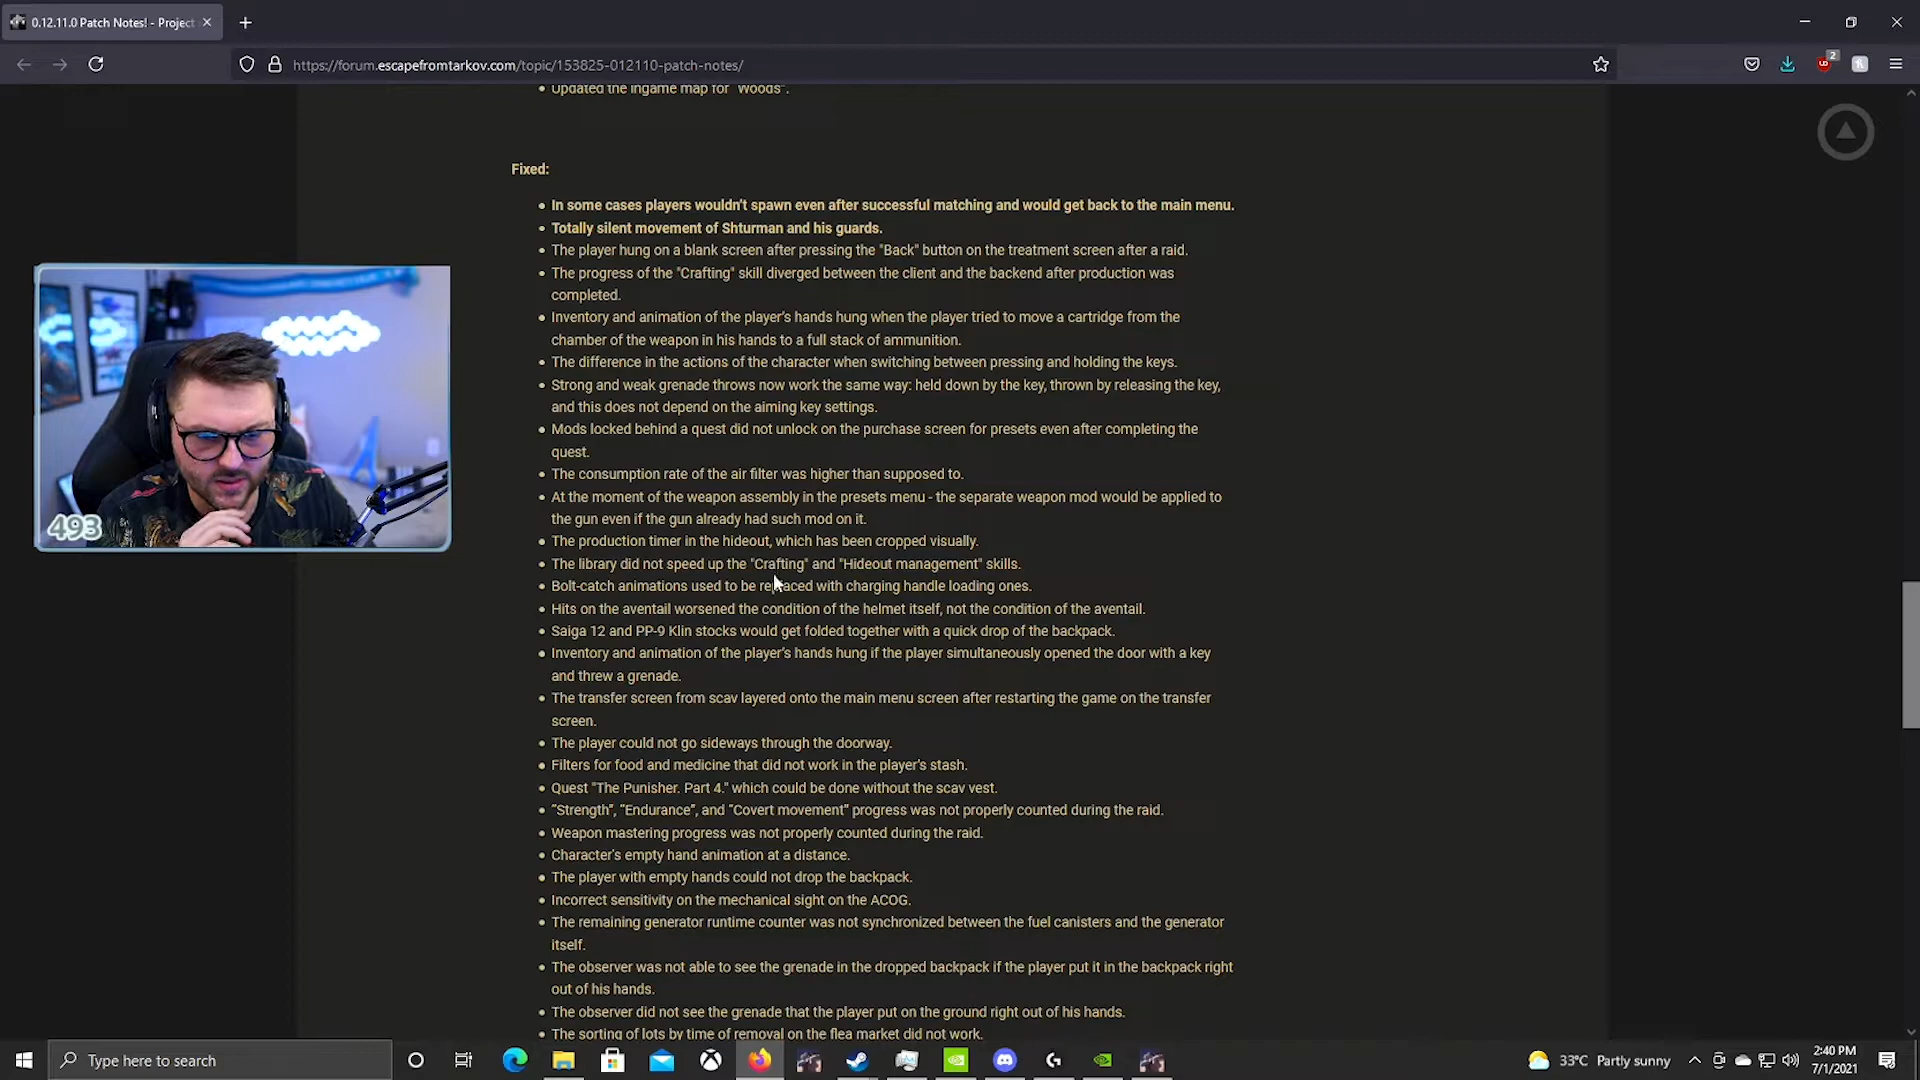 0.12.11.0 Patch Notes! - Project
https://forum.escapefromtarkov.com/topic/153825-012110-patch-notes/
2
• Updated the ingame map for "Woods".
Fixed:
• In some cases players wouldn't spawn even after successful matching and would get back to the main menu.
• Totally silent movement of Shturman and his guards.
• The player hung on a blank screen after pressing the "Back" button on the treatment screen after a raid.
• The progress of the "Crafting" skill diverged between the client and the backend after production was
completed.
• Inventory and animation of the player's hands hung when the player tried to move a cartridge from the
chamber of the weapon in his hands to a full stack of ammunition.
• The difference in the actions of the character when switching between pressing and holding the keys.
• Strong and weak grenade throws now work the same way: held down by the key, thrown by releasing the key,
and this does not depend on the aiming key settings.
• Mods locked behind a quest did not unlock on the purchase screen for presets even after completing the
quest.
• The consumption rate of the air filter was higher than supposed to.
• At the moment of the weapon assembly in the presets menu - the separate weapon mod would be applied to
the gun even if the gun already had such mod on it.
• The production timer in the hideout, which has been cropped visually.
• The library did not speed up the "Crafting" and "Hideout management" skills.
• Bolt-catch animations used to be replaced with charging handle loading ones.
• Hits on the aventail worsened the condition of the helmet itself, not the condition of the aventail.
• Saiga 12 and PP-9 Klin stocks would get folded together with a quick drop of the backpack.
• Inventory and animation of the player's hands hung if the player simultaneously opened the door with a key
and threw a grenade.
• The transfer screen from scav layered onto the main menu screen after restarting the game on the transfer
screen.
• The player could not go sideways through the doorway.
• Filters for food and medicine that did not work in the player's stash.
• Quest "The Punisher. Part 4." which could be done without the scav vest.
• "Strength", "Endurance", and "Covert movement" progress was not properly counted during the raid.
• Weapon mastering progress was not properly counted during the raid.
• Character's empty hand animation at a distance.
• The player with empty hands could not drop the backpack.
• Incorrect sensitivity on the mechanical sight on the ACOG.
• The remaining generator runtime counter was not synchronized between the fuel canisters and the generator
itself.
• The observer was not able to see the grenade in the dropped backpack if the player put it in the backpack right
out of his hands.
• The observer did not see the grenade that the player put on the ground right out of his hands.
• The sorting of lots by time of removal on the flea market did not work.
493
Type here to search
33°C Partly sunny
2:40 PM
7/1/2021